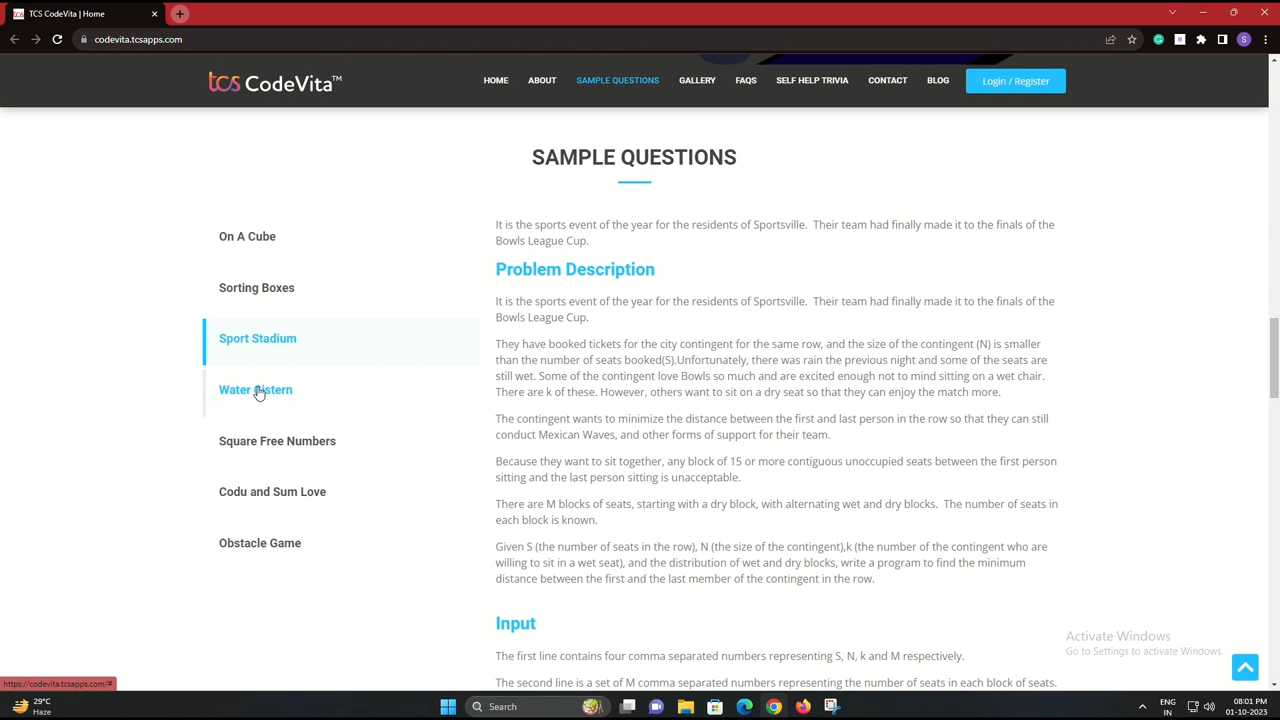 TCS CodeVita | Home
codevita.tcsapps.com
tcs CodeVita™
HOME ABOUT SAMPLE QUESTIONS GALLERY FAQS SELF HELP TRIVIA CONTACT BLOG Login / Register
SAMPLE QUESTIONS
On A Cube
Sorting Boxes
Sport Stadium
Water Cistern
Square Free Numbers
Codu and Sum Love
Obstacle Game
It is the sports event of the year for the residents of Sportsville. Their team had finally made it to the finals of the
Bowls League Cup.
Problem Description
It is the sports event of the year for the residents of Sportsville. Their team had finally made it to the finals of the
Bowls League Cup.
They have booked tickets for the city contingent for the same row, and the size of the contingent (N) is smaller
than the number of seats booked(S).Unfortunately, there was rain the previous night and some of the seats are
still wet. Some of the contingent love Bowls so much and are excited enough not to mind sitting on a wet chair.
There are k of these. However, others want to sit on a dry seat so that they can enjoy the match more.
The contingent wants to minimize the distance between the first and last person in the row so that they can still
conduct Mexican Waves, and other forms of support for their team.
Because they want to sit together, any block of 15 or more contiguous unoccupied seats between the first person
sitting and the last person sitting is unacceptable.
There are M blocks of seats, starting with a dry block, with alternating wet and dry blocks. The number of seats in
each block is known.
Given S (the number of seats in the row), N (the size of the contingent),k (the number of the contingent who are
willing to sit in a wet seat), and the distribution of wet and dry blocks, write a program to find the minimum
distance between the first and the last member of the contingent in the row.
Input
The first line contains four comma separated numbers representing S, N, k and M respectively.
The second line is a set of M comma separated numbers representing the number of seats in each block of seats.
Activate Windows
Go to Settings to activate Windows.
https://codevita.tcsapps.com/#
29°C
Haze
Search
ENG
IN
08:01 PM
01-10-2023